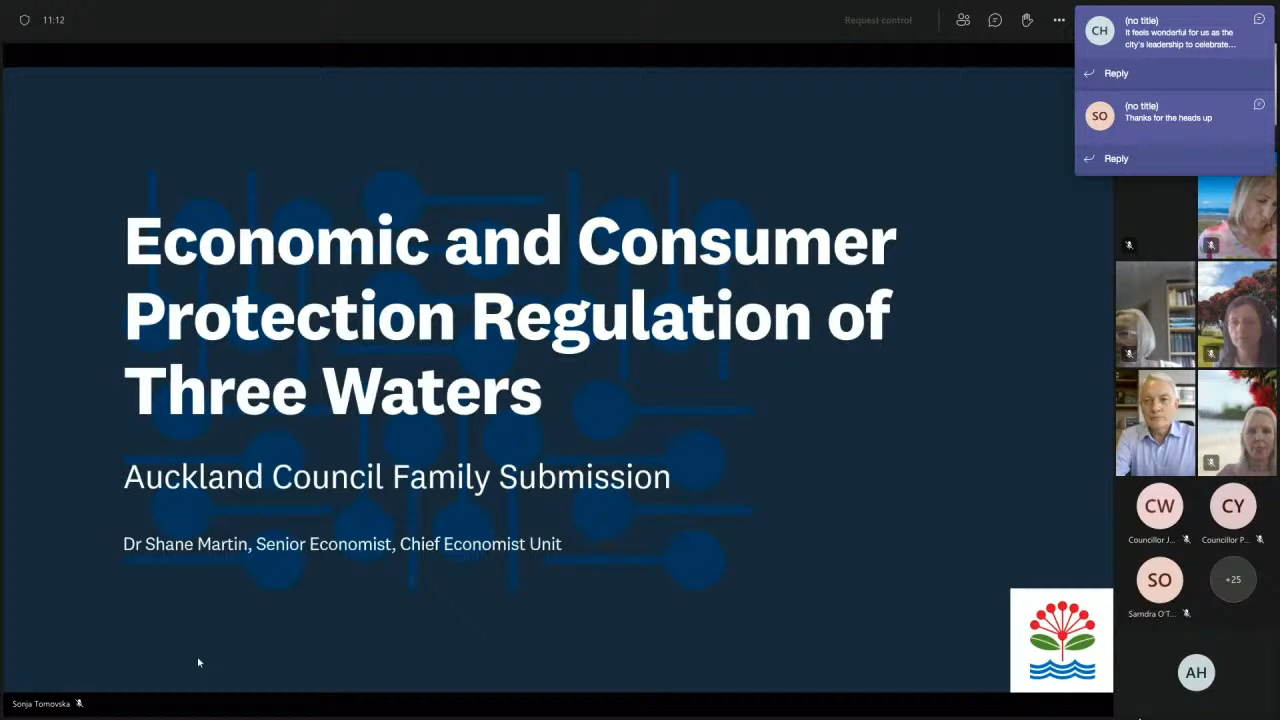 11:12
Request control
CH
(no title)
It feels wonderful for us as the
city's leadership to celebrate...
Reply
SO
(no title)
Thanks for the heads up
Reply
Economic and Consumer
Protection Regulation of
Three Waters
Auckland Council Family Submission
Dr Shane Martin, Senior Economist, Chief Economist Unit
CW
CY
Councillor J...
Councillor P...
SO
+25
Sandra O'T...
AH
Sonja Tomovska